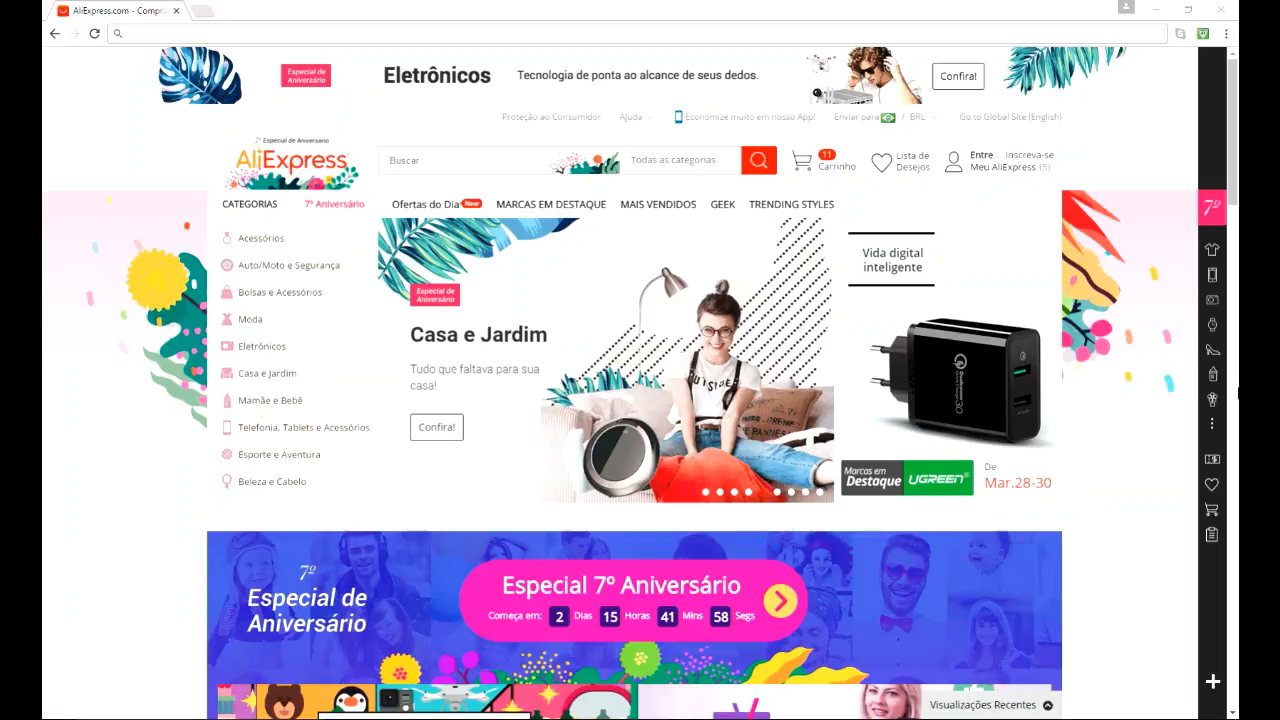 AliExpress.com - Compra
Especial de
Aniversário
Eletrônicos
Tecnologia de ponta ao alcance de seus dedos.
Confira!
Proteção ao Consumidor
Ajuda
Economize muito em nosso App!
Enviar para
/ BRL
Go to Global Site (English)
7º Especial de Aniversário
AliExpress
Buscar
Todas as categorias
11
Carrinho
Lista de
Desejos
Entre
Inscreva-se
Meu AliExpress (5)
CATEGORIAS
7º Aniversário
Ofertas do Dia
New
MARCAS EM DESTAQUE
MAIS VENDIDOS
GEEK
TRENDING STYLES
7º
Acessórios
Auto/Moto e Segurança
Bolsas e Acessórios
Moda
Eletrônicos
Casa e Jardim
Mamãe e Bebê
Telefonia, Tablets e Acessórios
Esporte e Aventura
Beleza e Cabelo
Especial de
Aniversário
Casa e Jardim
Tudo que faltava para sua
casa!
Confira!
Vida digital
inteligente
3.0
Marcas em
Destaque
UGREEN
De
Mar.28-30
7º
Especial de
Aniversário
Especial 7º Aniversário
Começa em: 2 Dias 15 Horas 41 Mins 58 Segs
Visualizações Recentes